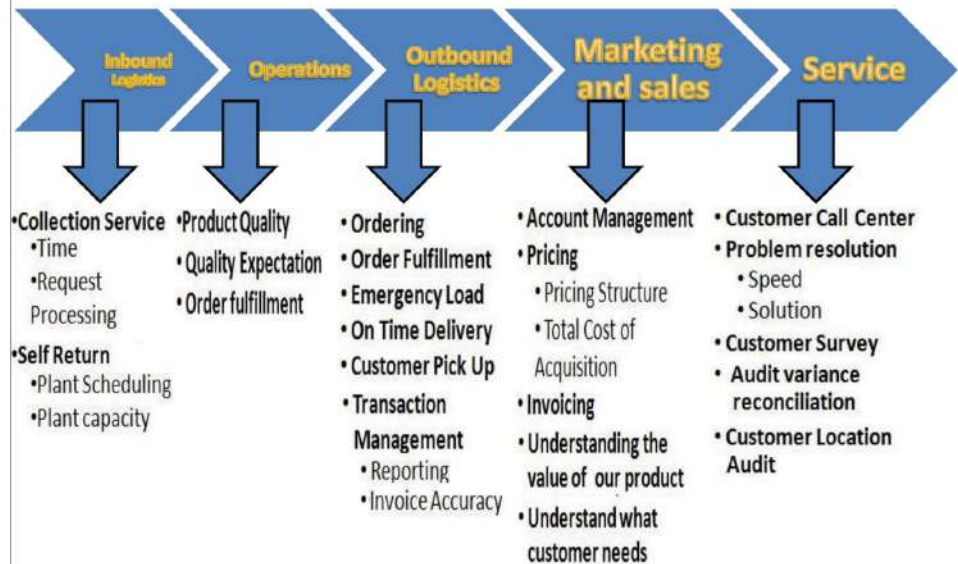 Inbound
Logistics
Operations
Outbound
Logistics
Marketing
and sales
Service
•Collection Service
•Time
•Request
Processing
•Self Return
•Plant Scheduling
•Plant capacity
•Product Quality
•Quality Expectation
•Order fulfillment
•Ordering
•Order Fulfillment
•Emergency Load
•On Time Delivery
•Customer Pick Up
•Transaction
Management
•Reporting
•Invoice Accuracy
•Account Management
•Pricing
•Pricing Structure
•Total Cost of
Acquisition
•Invoicing
•Understanding the
value of our product
•Understand what
customer needs
•Customer Call Center
•Problem resolution
•Speed
•Solution
•Customer Survey
•Audit variance
reconciliation
•Customer Location
Audit